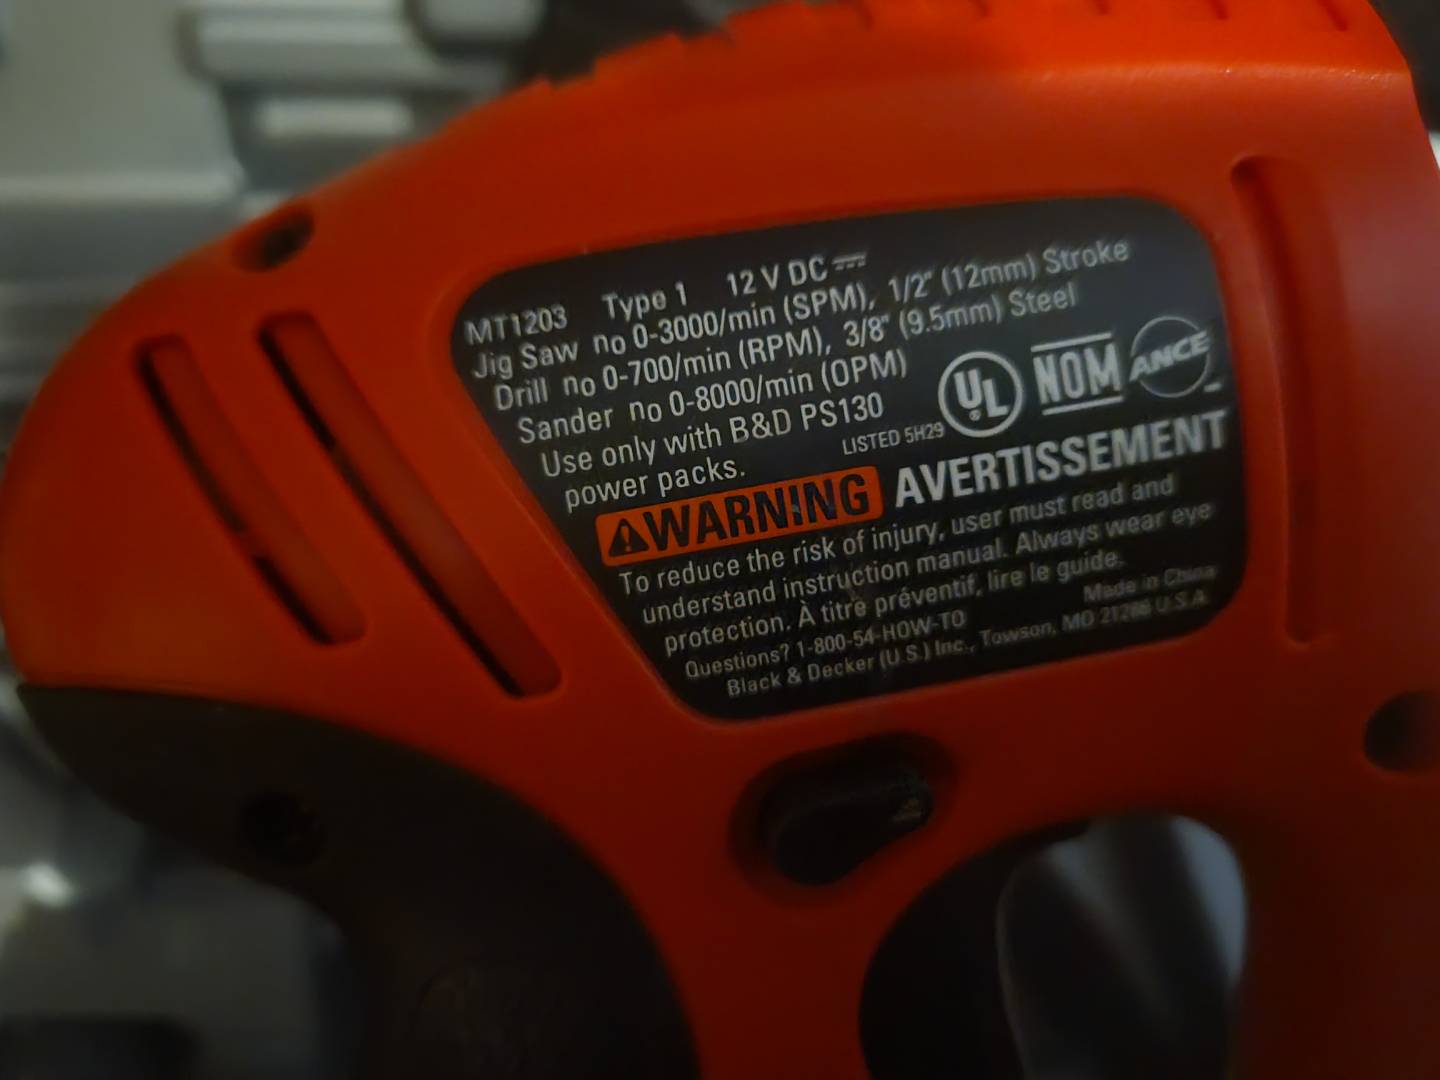 MT1203 Type 1 12 V DC
Jig Saw no 0-3000/min (SPM), 1/2" (12mm) Stroke
Drill no 0-700/min (RPM), 3/8" (9.5mm) Steel
Sander no 0-8000/min (OPM)
Use only with B&D PS130
power packs.
LISTED 5H29
UL
NOM
ANCE
WARNING AVERTISSEMENT
To reduce the risk of injury, user must read and
understand instruction manual. Always wear eye
protection. À titre préventif, lire le guide.
Questions? 1-800-54-HOW-TO Made in China
Black & Decker (U.S.) Inc., Towson, MD 21286 U.S.A.